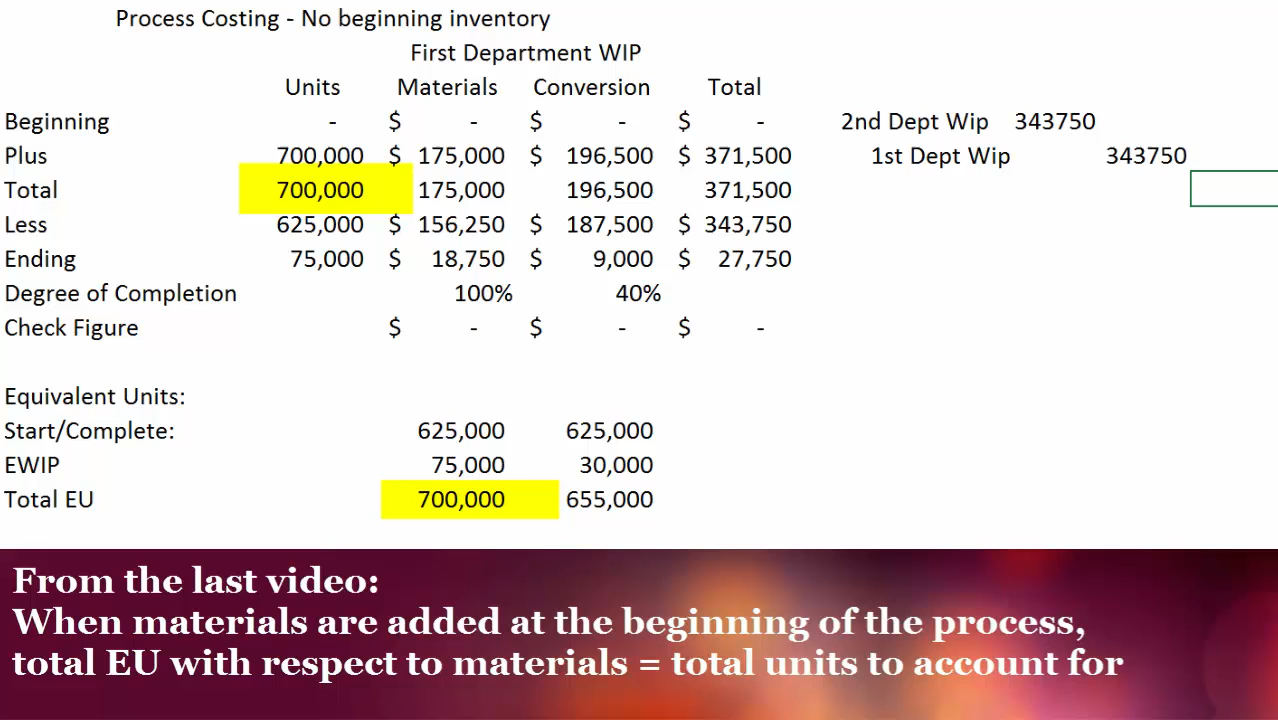 Process Costing - No beginning inventory
First Department WIP
Units Materials Conversion Total
Beginning - $ - $ - $ - 2nd Dept Wip 343750
Plus 700,000 $ 175,000 $ 196,500 $ 371,500 1st Dept Wip 343750
Total 700,000 175,000 196,500 371,500
Less 625,000 $ 156,250 $ 187,500 $ 343,750
Ending 75,000 $ 18,750 $ 9,000 $ 27,750
Degree of Completion 100% 40%
Check Figure $ - $ - $ -
Equivalent Units:
Start/Complete: 625,000 625,000
EWIP 75,000 30,000
Total EU 700,000 655,000
From the last video:
When materials are added at the beginning of the process,
total EU with respect to materials = total units to account for